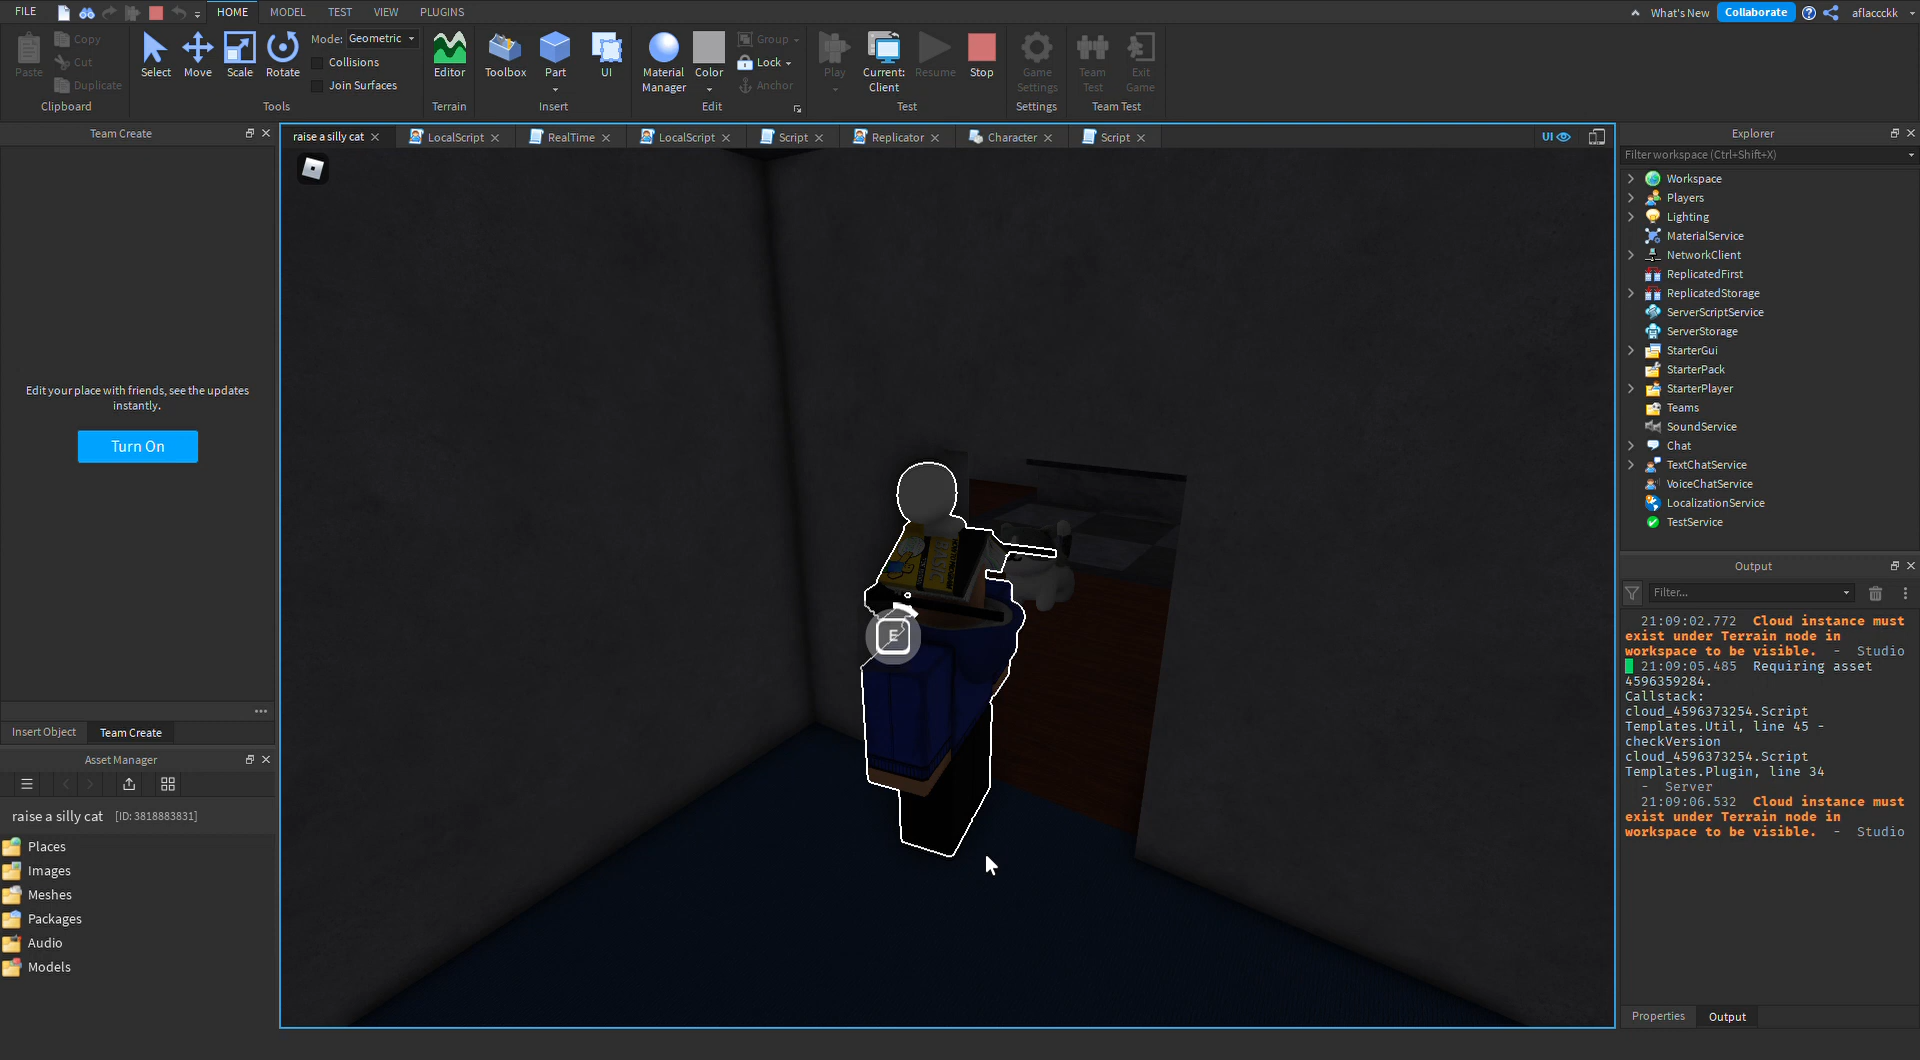 FILE
HOME
MODEL
TEST
VIEW
PLUGINS
What's New
Collaborate
aflaccckk
Paste
Copy
Cut
Duplicate
Clipboard
Select
Move
Scale
Rotate
Mode: Geometric
Collisions
Join Surfaces
Tools
Editor
Terrain
Toolbox
Part
UI
Insert
Material
Manager
Color
Group
Lock
Anchor
Edit
Play
Current:
Client
Resume
Stop
Test
Game
Settings
Settings
Team
Test
Exit
Game
Team Test
Team Create
Edit your place with friends, see the updates
instantly.
Turn On
Insert Object
Team Create
Asset Manager
raise a silly cat [ID: 3818883831]
Places
Images
Meshes
Packages
Audio
Models
raise a silly cat
LocalScript
RealTime
LocalScript
Script
Replicator
Character
Script
UI
BASIC
E
Explorer
Filter workspace (Ctrl+Shift+X)
Workspace
Players
Lighting
MaterialService
NetworkClient
ReplicatedFirst
ReplicatedStorage
ServerScriptService
ServerStorage
StarterGui
StarterPack
StarterPlayer
Teams
SoundService
Chat
TextChatService
VoiceChatService
LocalizationService
TestService
Output
Filter...
21:09:02.772 Cloud instance must
exist under Terrain node in
workspace to be visible. - Studio
21:09:05.485 Requiring asset
4596359284.
Callstack:
cloud_4596373254.Script
Templates.Util, line 45 -
checkVersion
cloud_4596373254.Script
Templates.Plugin, line 34
- Server
21:09:06.532 Cloud instance must
exist under Terrain node in
workspace to be visible. - Studio
Properties
Output